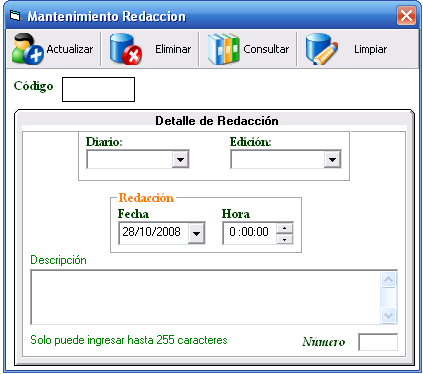 Mantenimiento Redaccion
Actualizar Eliminar Consultar Limpiar
Código
Detalle de Redacción
Diario: Edición:
Redacción
Fecha Hora
28/10/2008 0 :00:00
Descripción
Solo puede ingresar hasta 255 caracteres Número